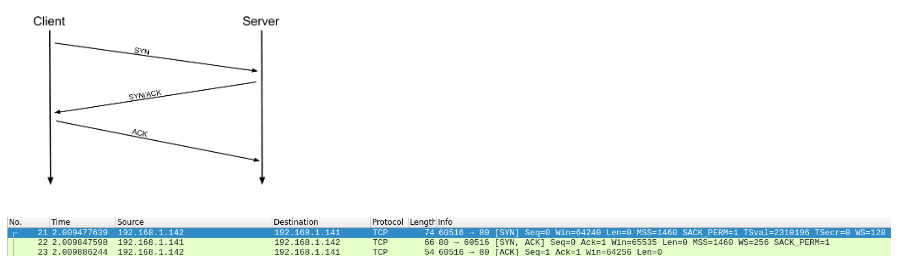 Client Server
SYN
SYN/ACK
ACK
No. Time Source Destination Protocol Length Info
21 2.009477639 192.168.1.142 192.168.1.141 TCP 74 60516 → 80 [SYN] Seq=0 Win=64240 Len=0 MSS=1460 SACK_PERM=1 TSval=2310196 TSecr=0 WS=128
22 2.009847598 192.168.1.141 192.168.1.142 TCP 66 80 → 60516 [SYN, ACK] Seq=0 Ack=1 Win=65535 Len=0 MSS=1460 WS=256 SACK_PERM=1
23 2.009886244 192.168.1.142 192.168.1.141 TCP 54 60516 → 80 [ACK] Seq=1 Ack=1 Win=64256 Len=0